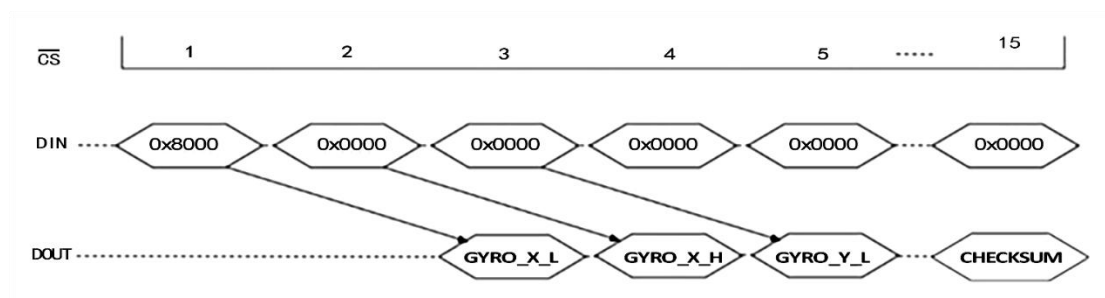 CS 1 2 3 4 5 ..... 15
DIN 0x8000 0x0000 0x0000 0x0000 0x0000 0x0000
DOUT GYRO_X_L GYRO_X_H GYRO_Y_L CHECKSUM